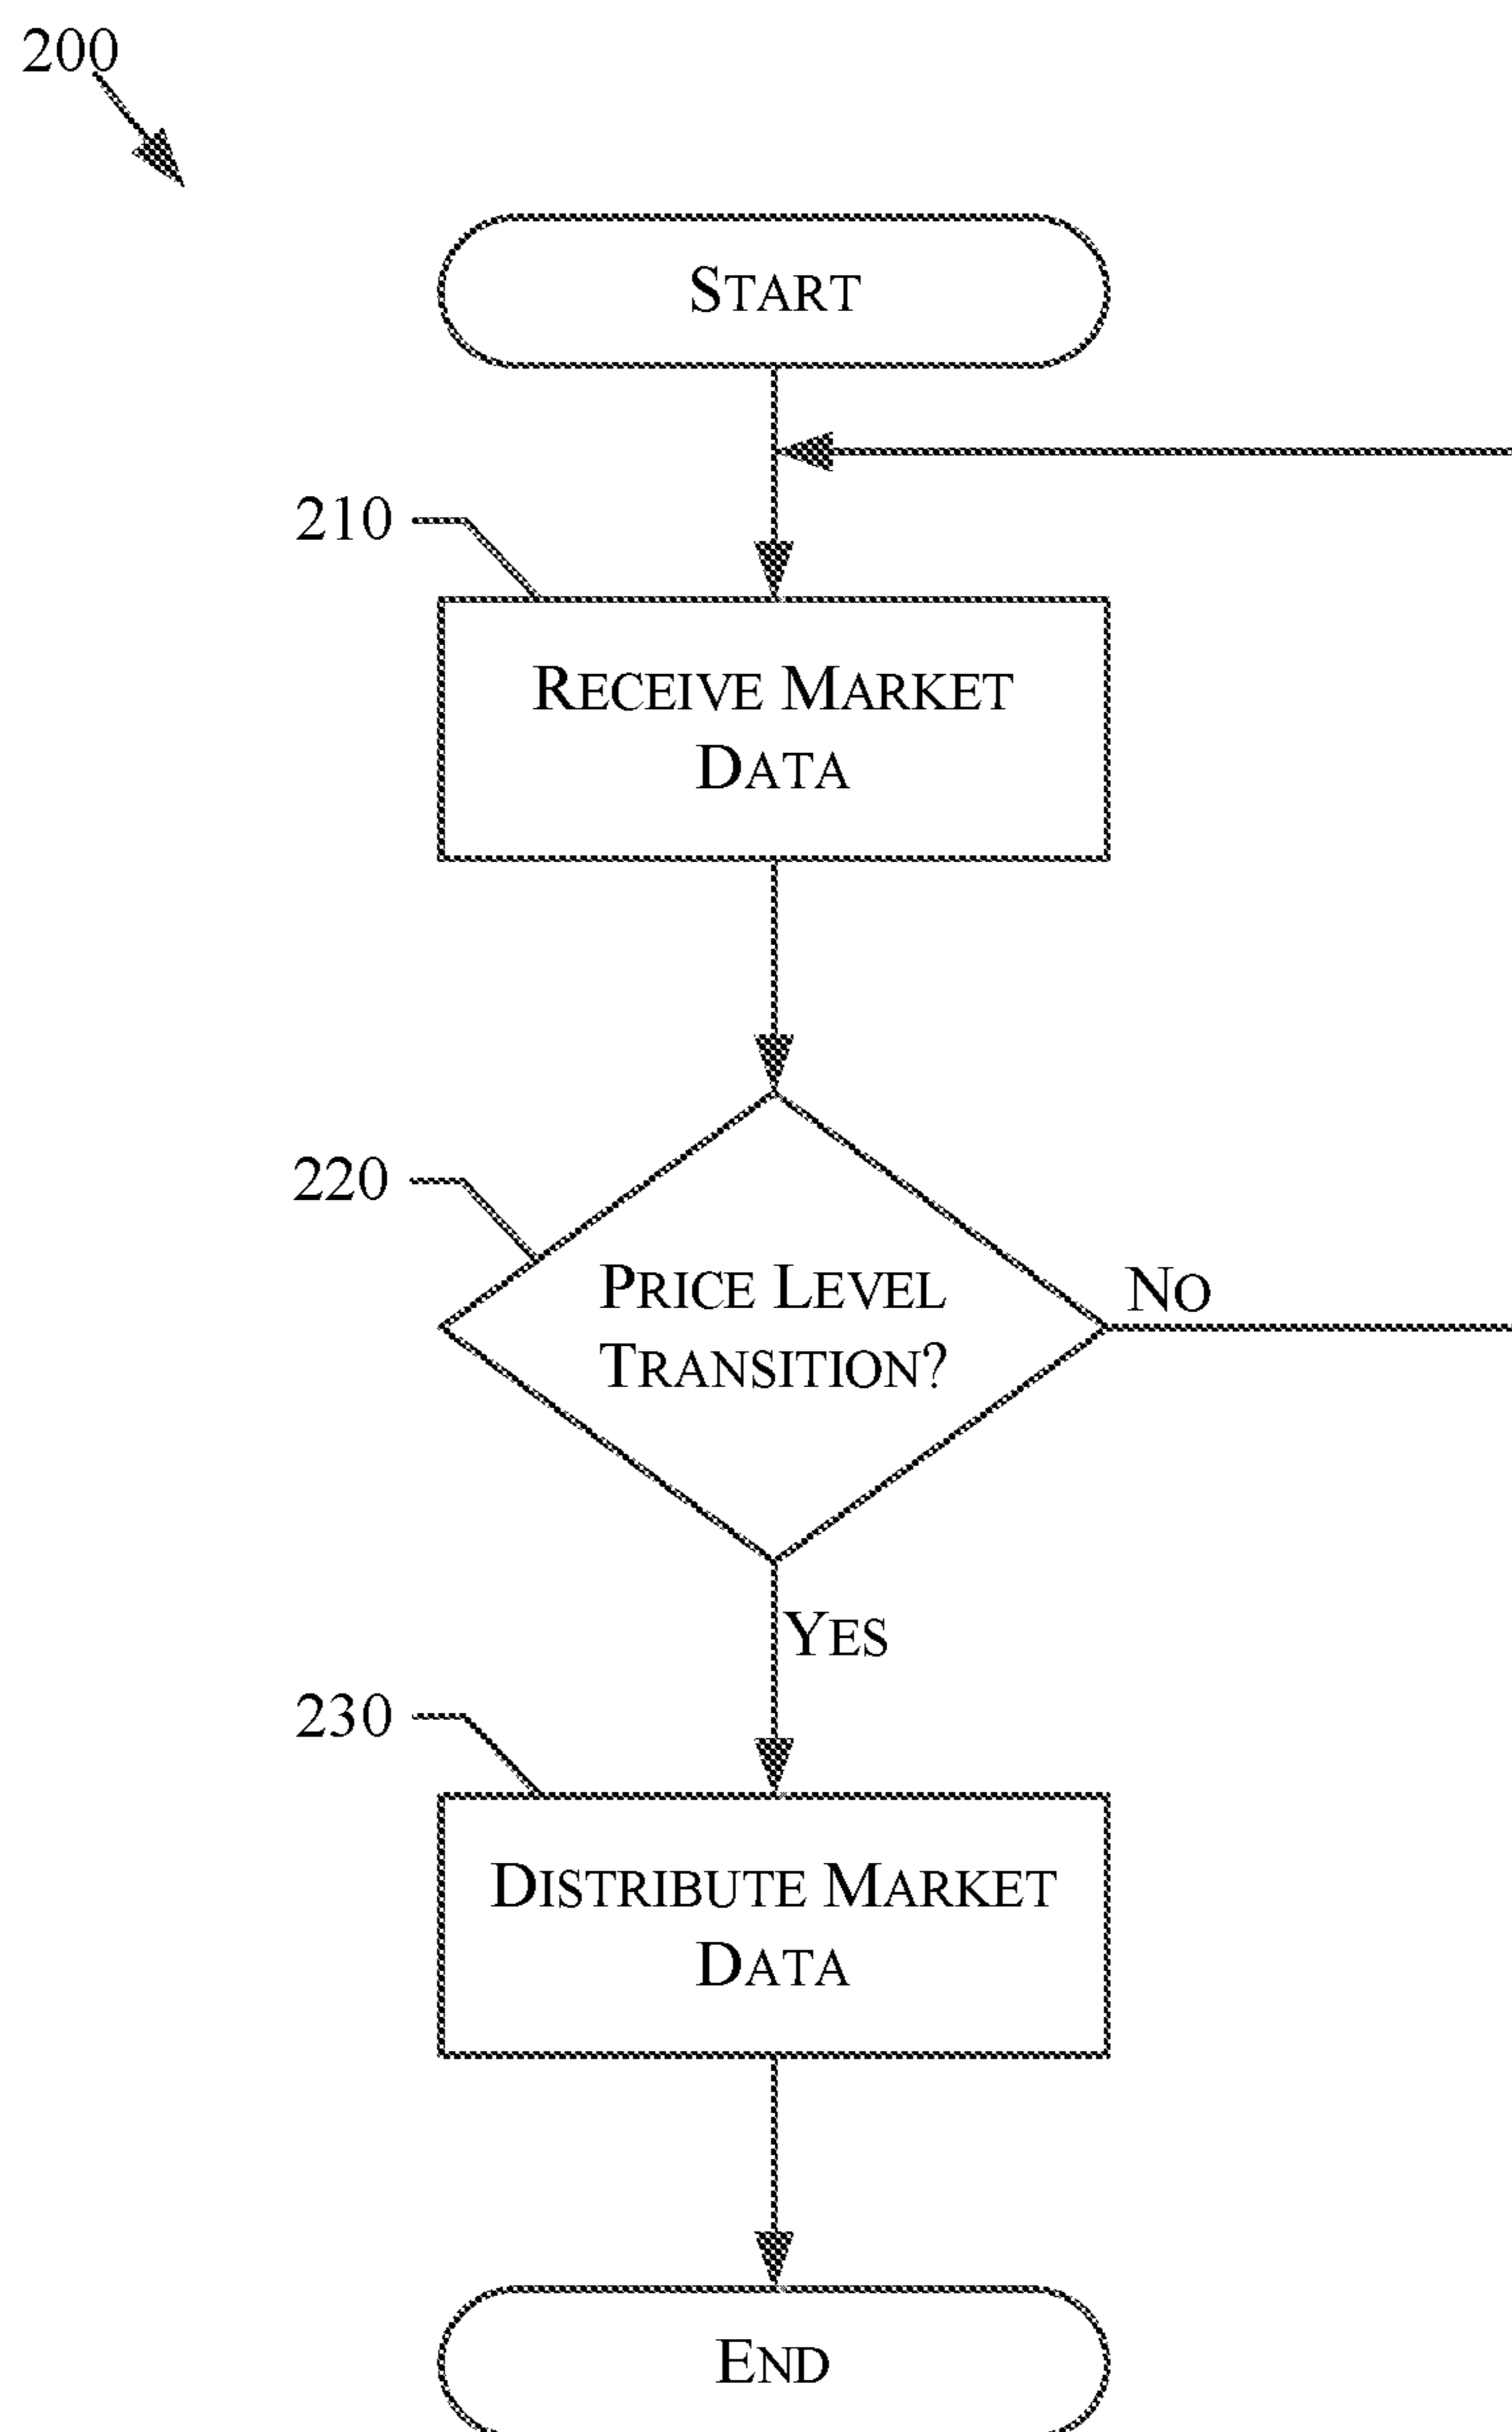 200
START
210
RECEIVE MARKET
DATA
220
PRICE LEVEL
TRANSITION?
NO
YES
230
DISTRIBUTE MARKET
DATA
END